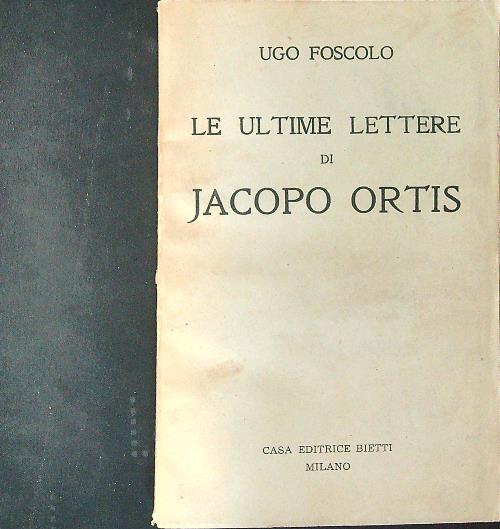 UGO FOSCOLO
LE ULTIME LETTERE
DI
JACOPO ORTIS
CASA EDITRICE BIETTI
MILANO